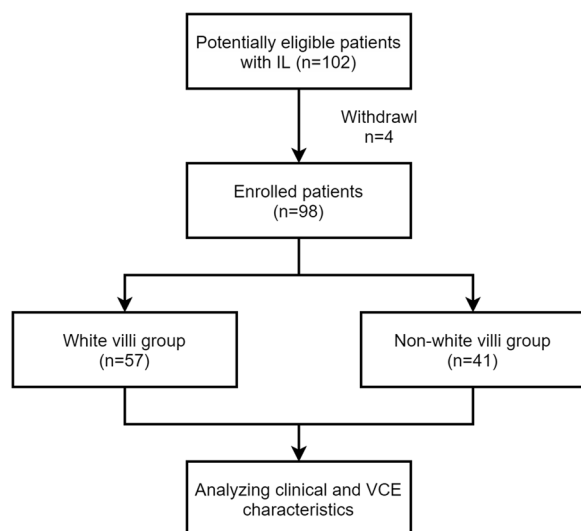 Potentially eligible patients
with IL (n=102)
Withdrawl
n=4
Enrolled patients
(n=98)
White villi group
(n=57)
Non-white villi group
(n=41)
Analyzing clinical and VCE
characteristics